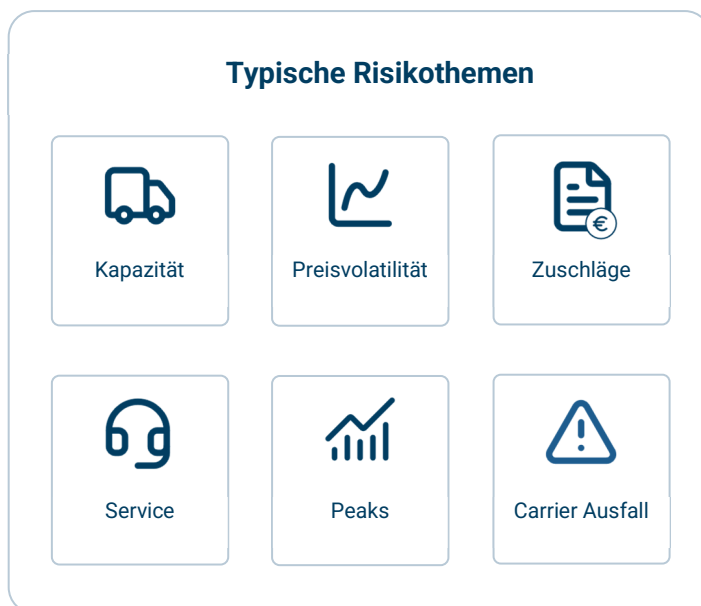 Typische Risikothemen
Kapazität
Preisvolatilität
€
Zuschläge
Service
Peaks
Carrier Ausfall